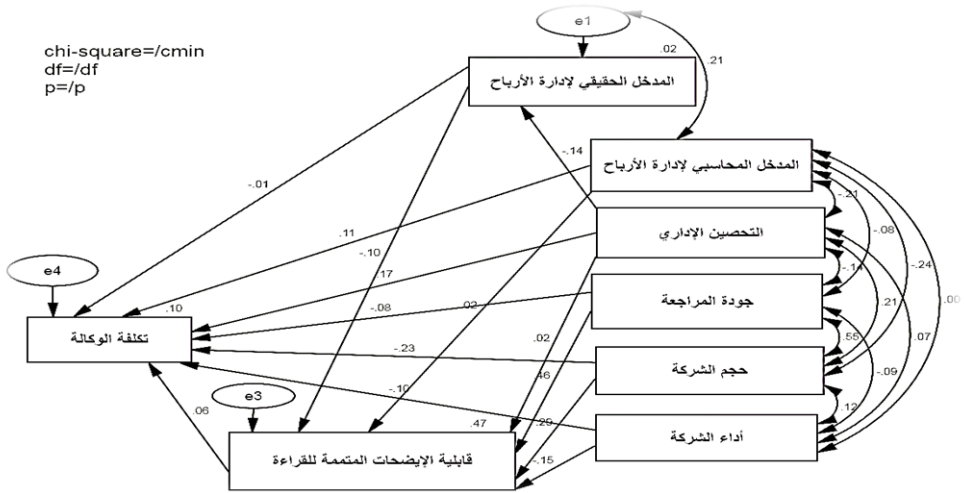 e1
chi-square=/cmin
df=/df
p=/p
.02
.21
المدخل الحقيقي لإدارة الأرباح
-.14
المدخل المحاسبي لإدارة الأرباح
-.01
-.21
.11
التحصين الإداري
-.08
-.10
-.24
e4
.17
-.14
.00
جودة المراجعة
.10
-.08
.02
.21
تكلفة الوكالة
.02
.55
.07
-.23
حجم الشركة
-.09
.46
-.10
e3
.12
.06
.47
.29
أداء الشركة
قابلية الإيضحات المتممة للقراءة
-.15